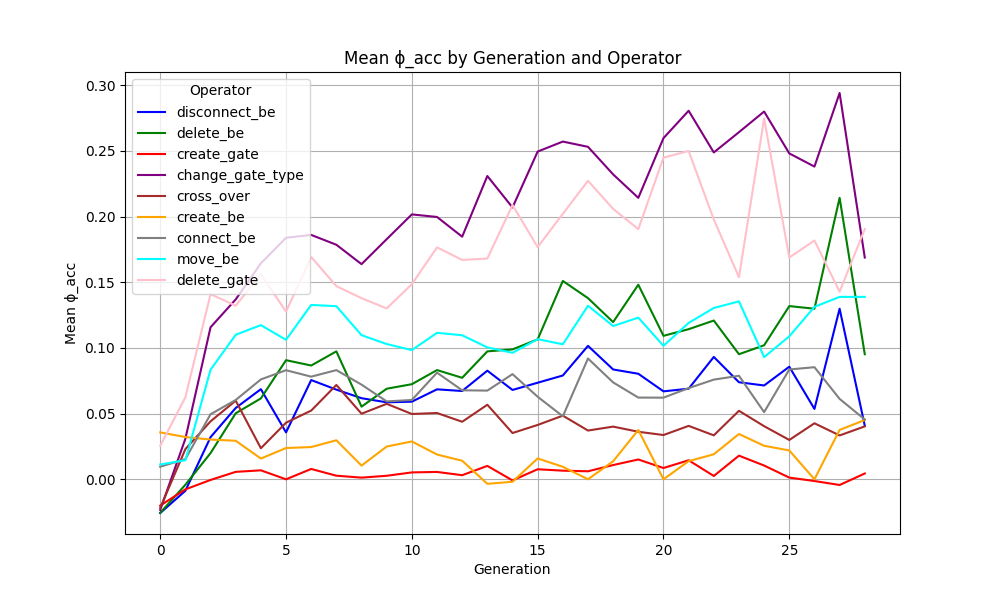 Mean ϕ_acc by Generation and Operator
Mean ϕ_acc
0.30
0.25
0.20
0.15
0.10
0.05
0.00
Operator
disconnect_be
delete_be
create_gate
change_gate_type
cross_over
create_be
connect_be
move_be
delete_gate
0 5 10 15 20 25
Generation